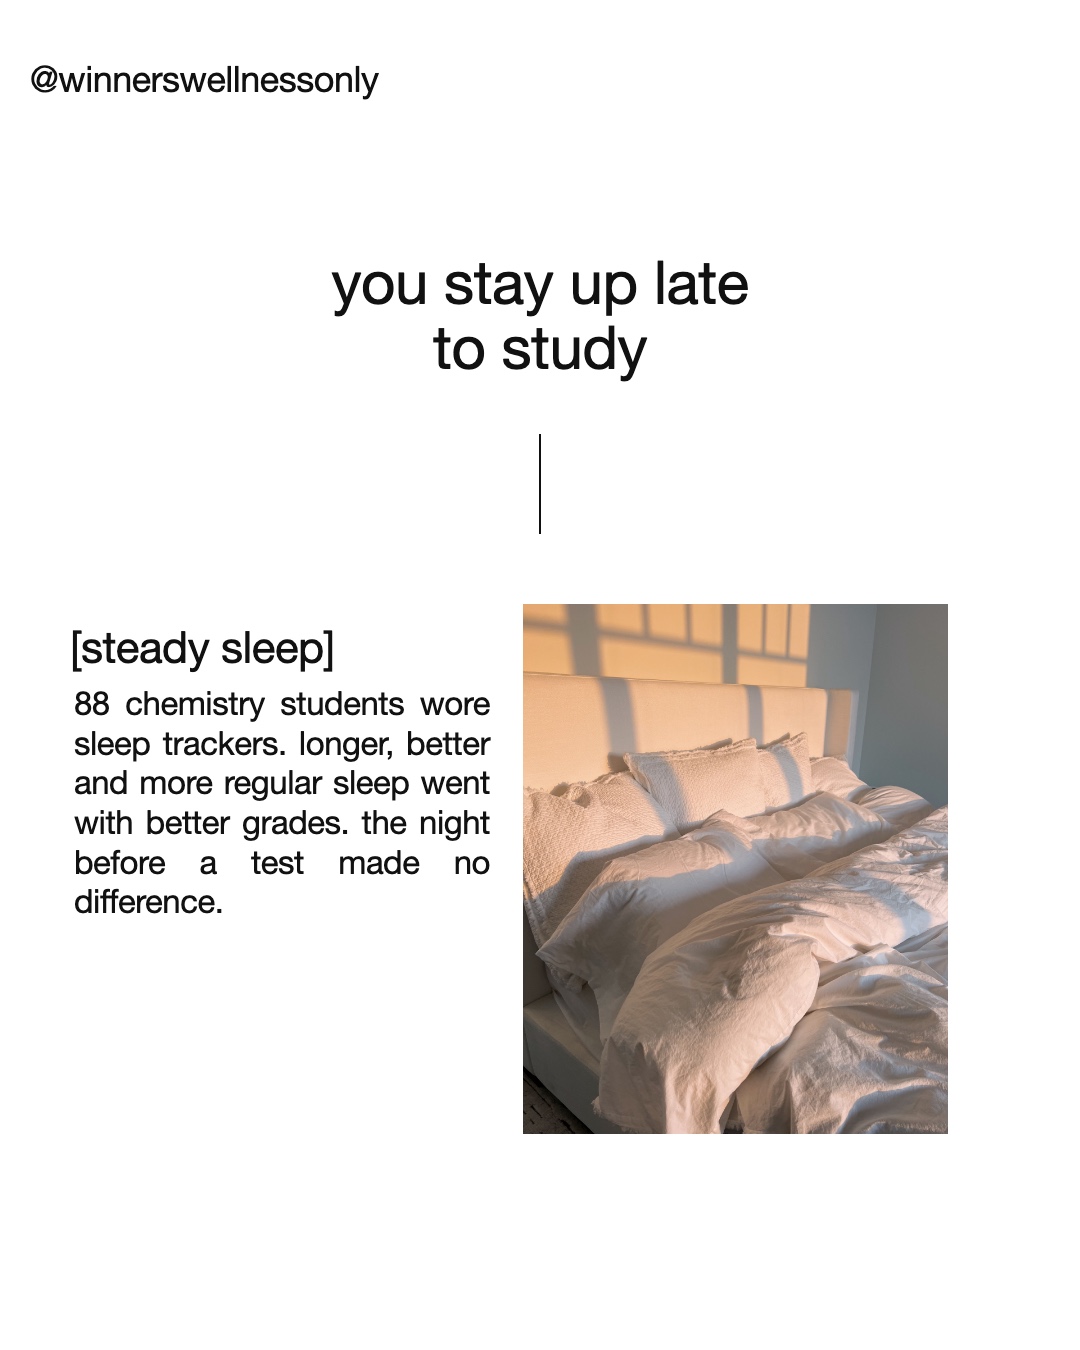 @winnerswellnessonly
you stay up late
to study
[steady sleep]
88 chemistry students wore
sleep trackers. longer, better
and more regular sleep went
with better grades. the night
before a test made no
difference.